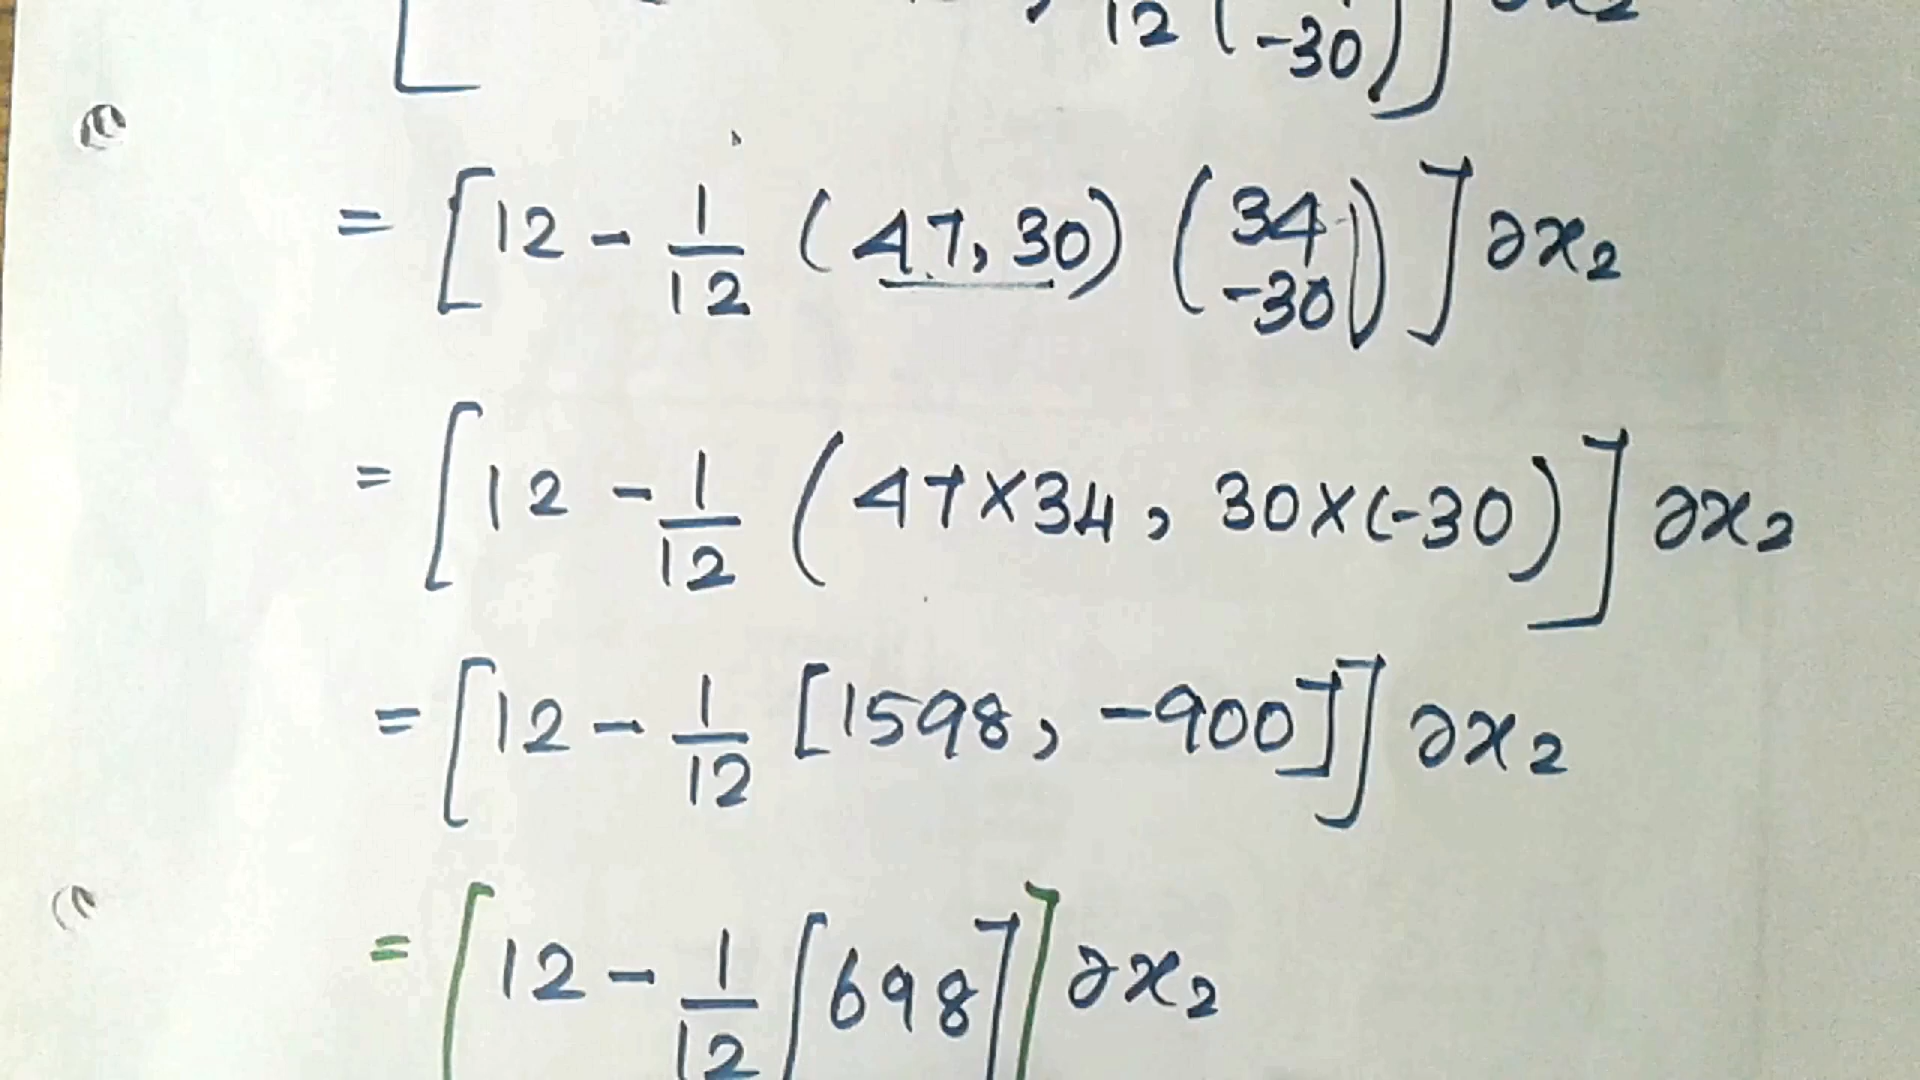 12 ( -30 ) ] ∂x₂
= [ 12 - 1/12 ( 47, 30 ) ( 34 -30 ) ] ∂x₂
= [ 12 - 1/12 ( 47×34, 30×(-30) ] ∂x₂
= [ 12 - 1/12 [1598, -900] ] ∂x₂
= [ 12 - 1/12 [698] ] ∂x₂